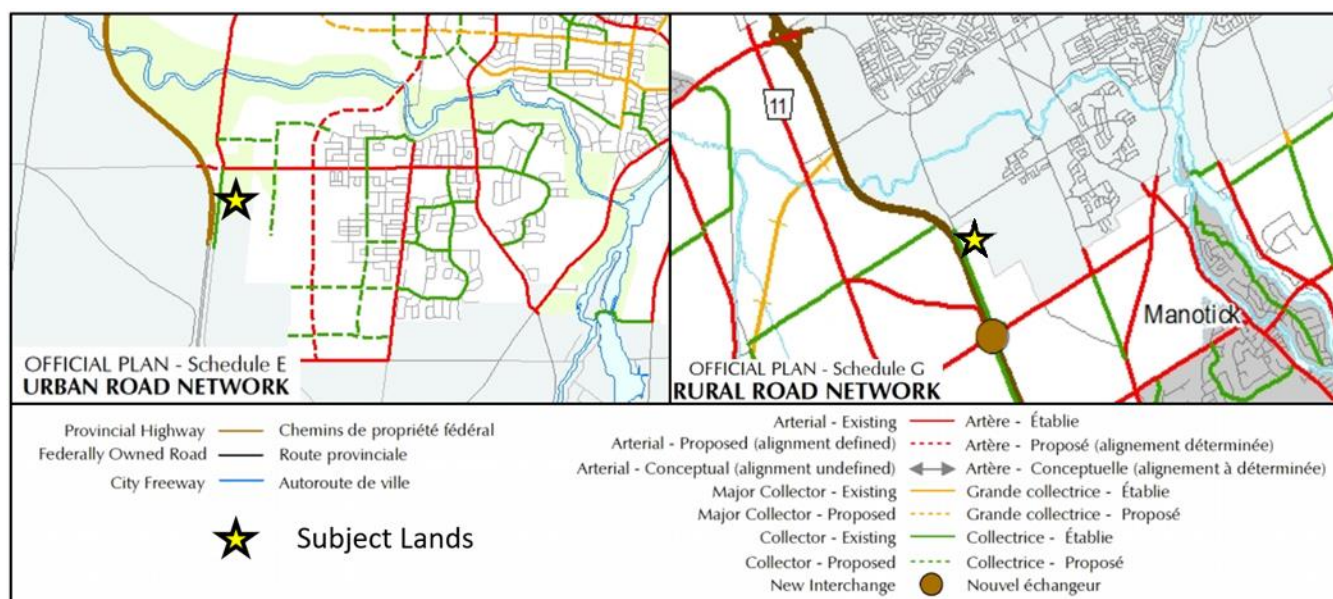 OFFICIAL PLAN - Schedule E
URBAN ROAD NETWORK
11
Manotick
OFFICIAL PLAN - Schedule G
RURAL ROAD NETWORK
Provincial Highway Chemins de propriété fédéral
Federally Owned Road Route provinciale
City Freeway Autoroute de ville
Subject Lands
Arterial - Existing Artère - Établie
Arterial - Proposed (alignment defined) Artère - Proposé (alignement déterminée)
Arterial - Conceptual (alignment undefined) Artère - Conceptuelle (alignement à déterminée)
Major Collector - Existing Grande collectrice - Établie
Major Collector - Proposed Grande collectrice - Proposé
Collector - Existing Collectrice - Établie
Collector - Proposed Collectrice - Proposé
New Interchange Nouvel échangeur